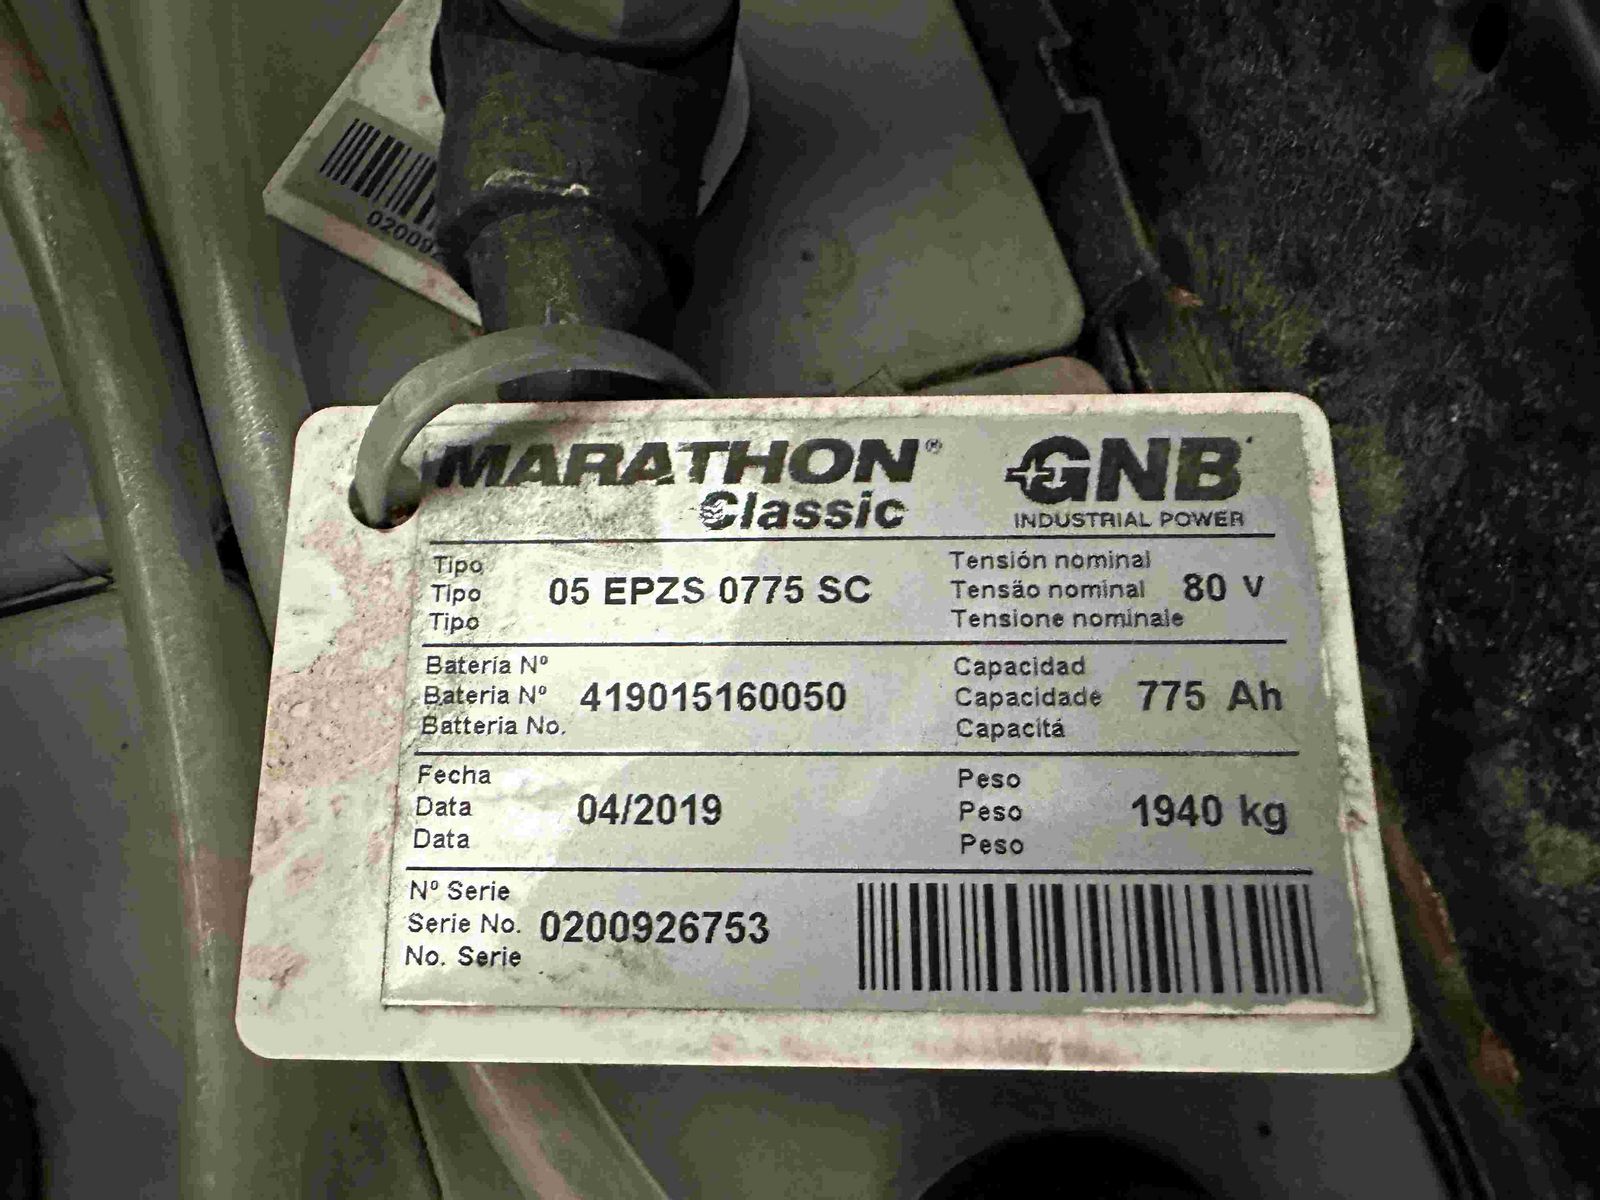 02009
MARATHON®
Classic
GNB
INDUSTRIAL POWER
Tipo
Tipo 05 EPZS 0775 SC
Tipo
Tensión nominal
Tensão nominal 80 V
Tensione nominale
Bateria Nº
Bateria Nº 419015160050
Batteria No.
Capacidad
Capacidade 775 Ah
Capacitá
Fecha
Data 04/2019
Data
Peso
Peso 1940 kg
Peso
Nº Serie
Serie No. 0200926753
No. Serie